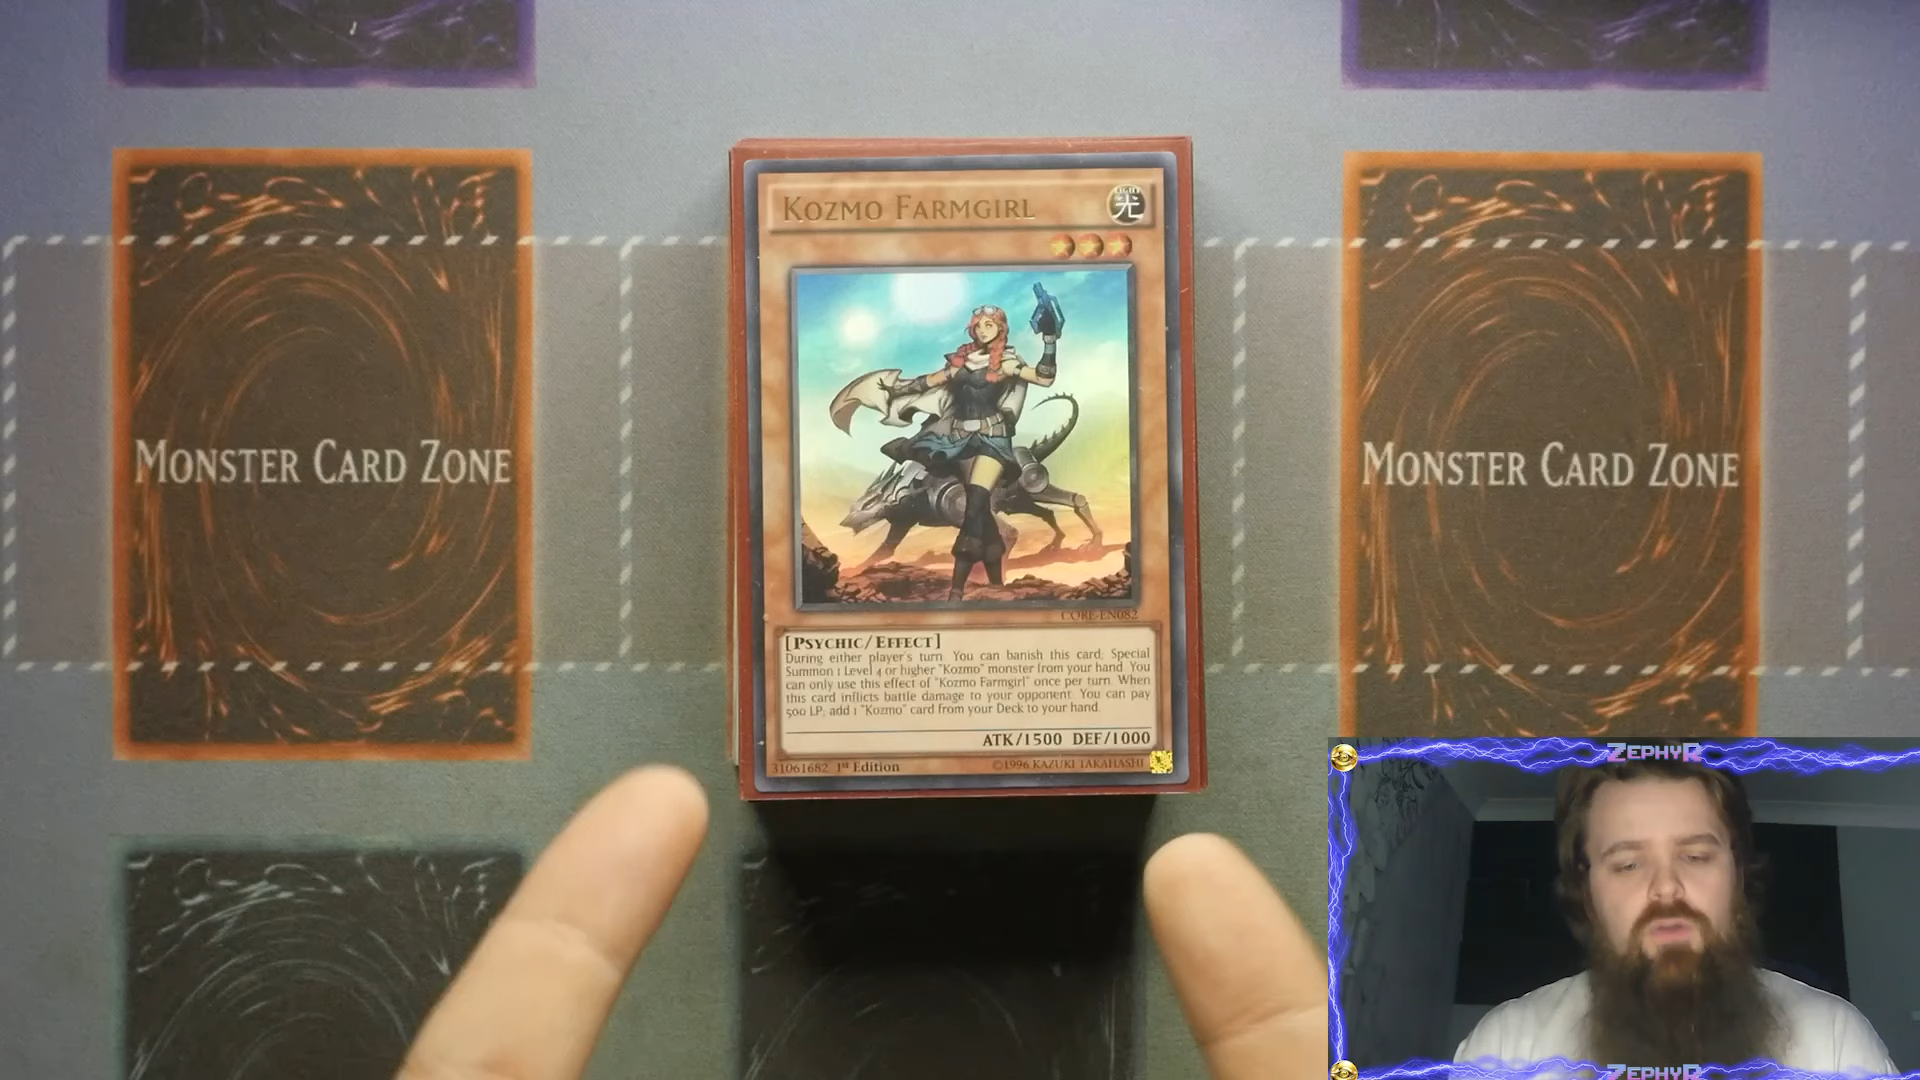 KOZMO FARMGIRL
LIGHT
光
MONSTER CARD ZONE
MONSTER CARD ZONE
CORE-EN082
[PSYCHIC/EFFECT]
During either player's turn: You can banish this card; Special
Summon 1 Level 4 or higher "Kozmo" monster from your hand. You
can only use this effect of "Kozmo Farmgirl" once per turn. When
this card inflicts battle damage to your opponent: You can pay
500 LP; add 1 "Kozmo" card from your Deck to your hand.
ATK/1500 DEF/1000
31061682 1st Edition
©1996 KAZUKI TAKAHASHI
ZEPHYR
ZEPHYR